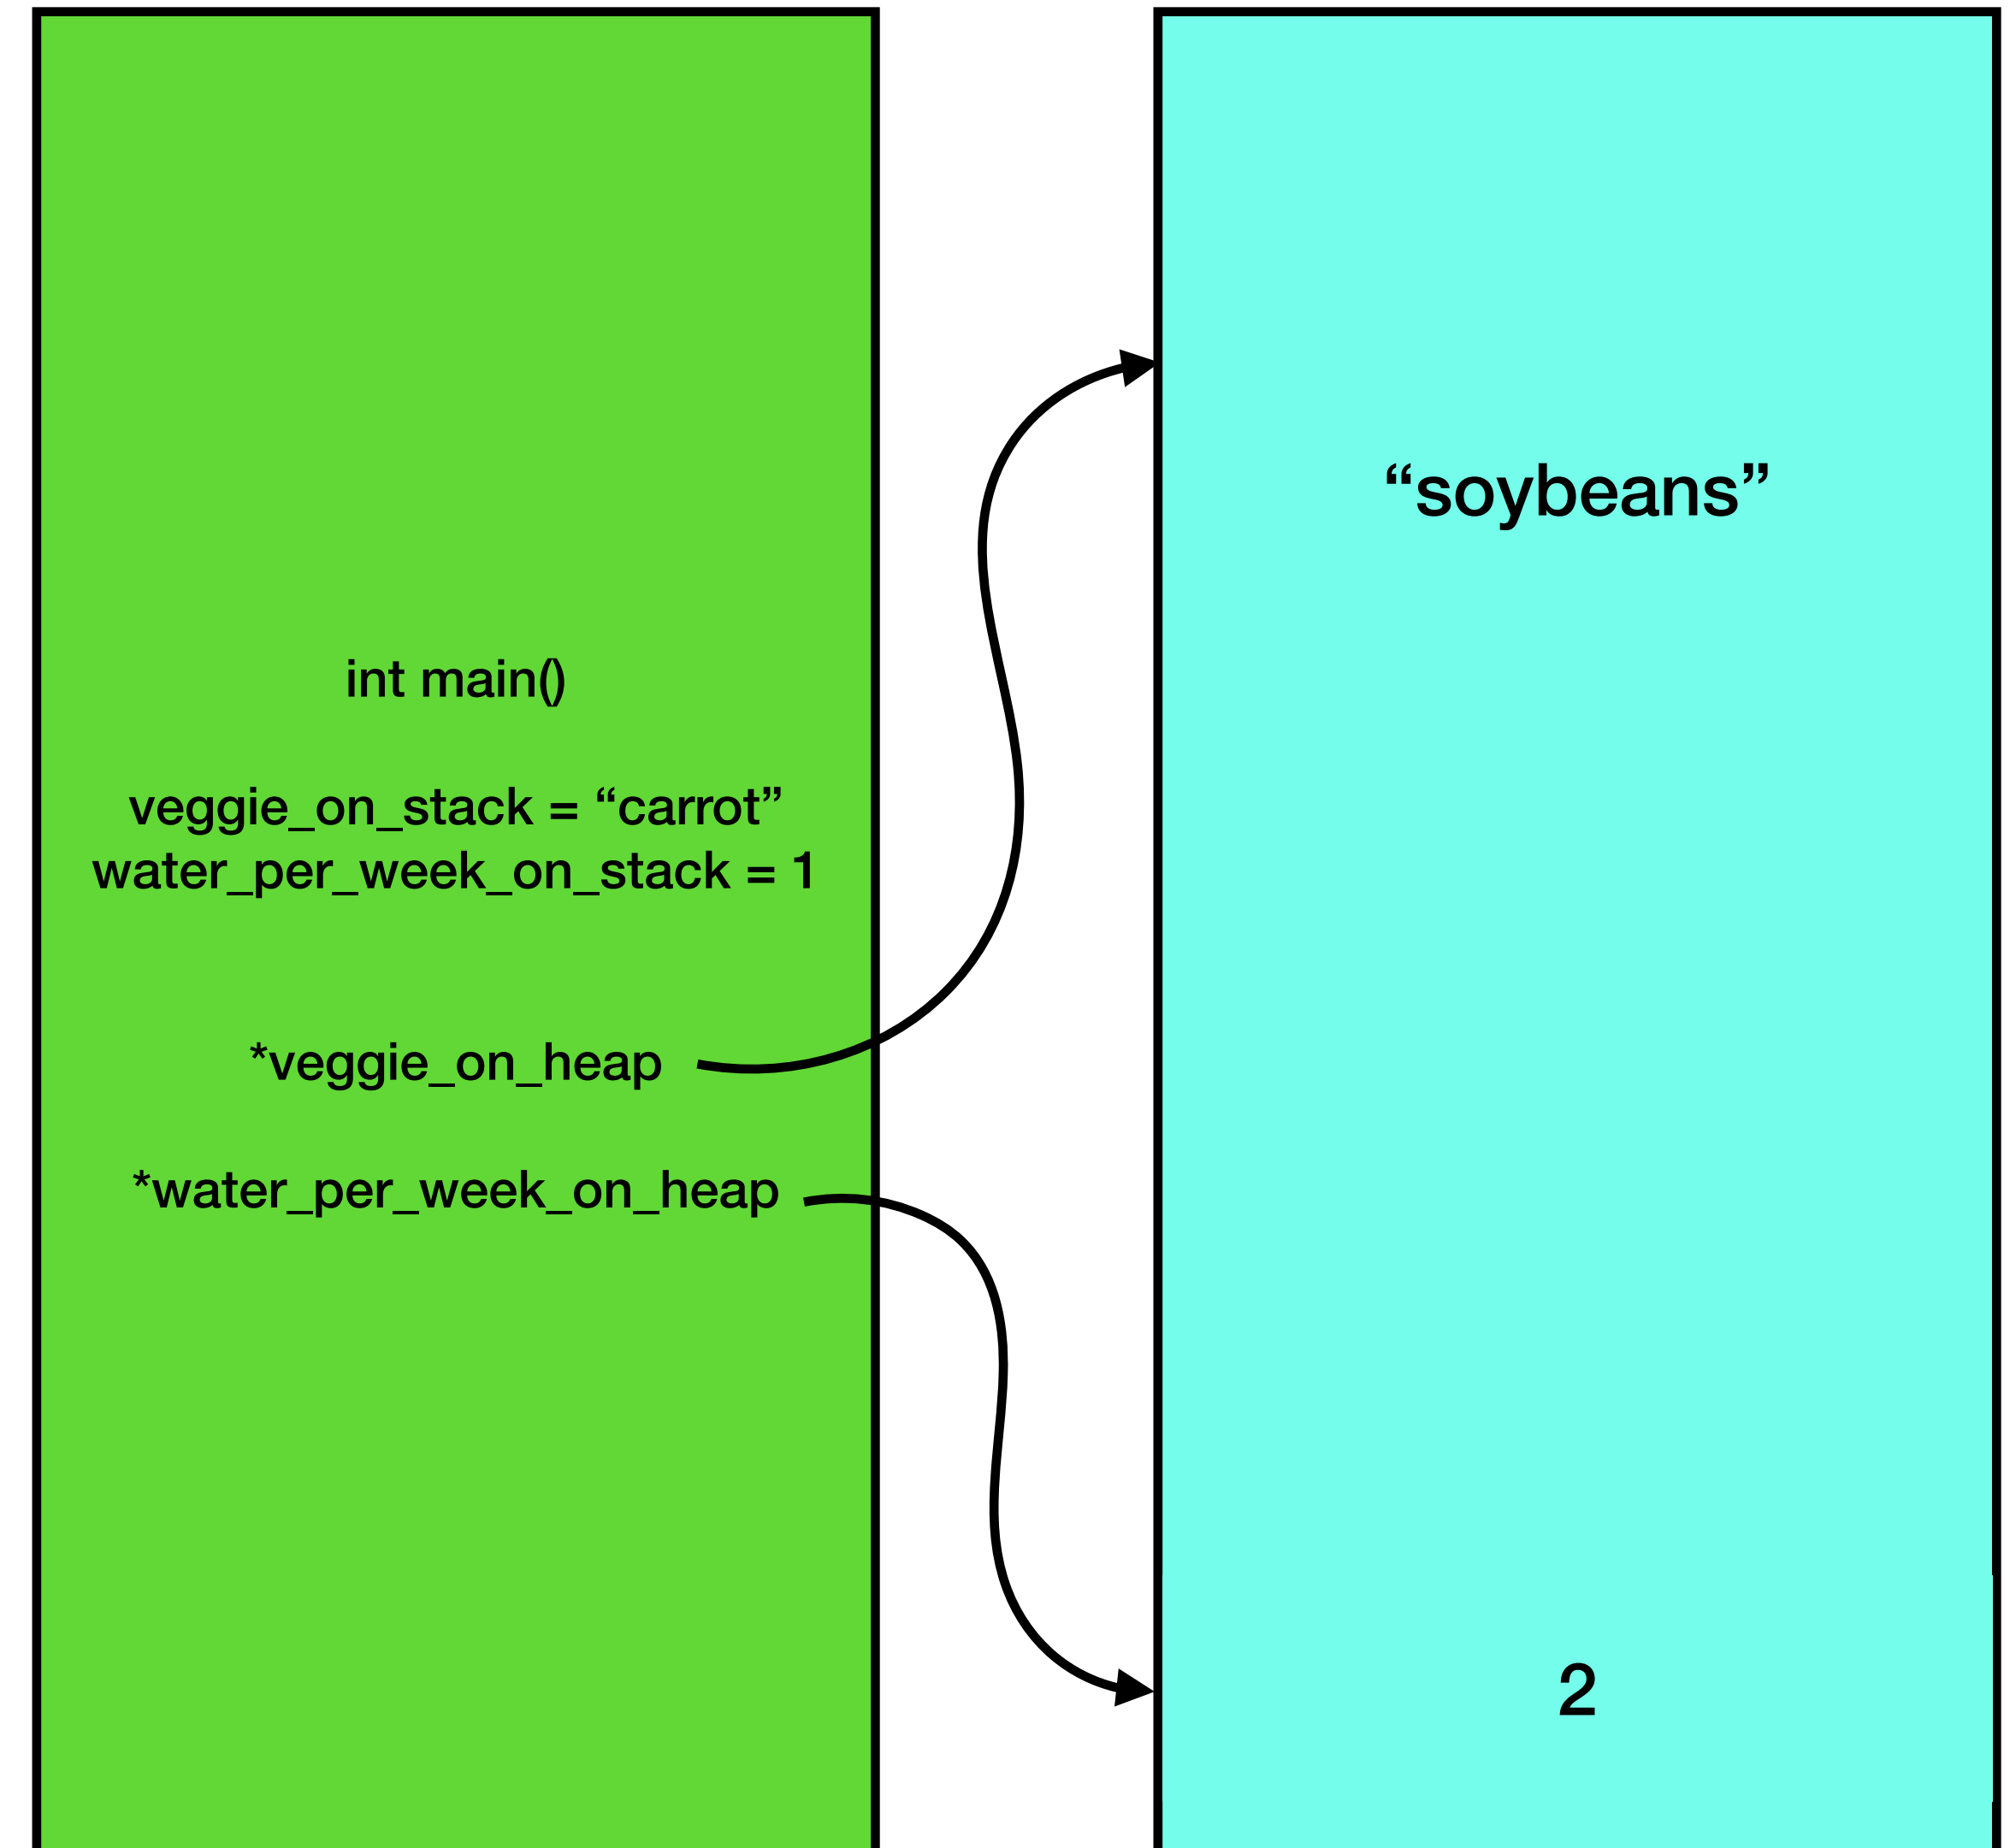 int main()
veggie_on_stack = “carrot”
water_per_week_on_stack = 1
*veggie_on_heap
*water_per_week_on_heap
“soybeans”
2